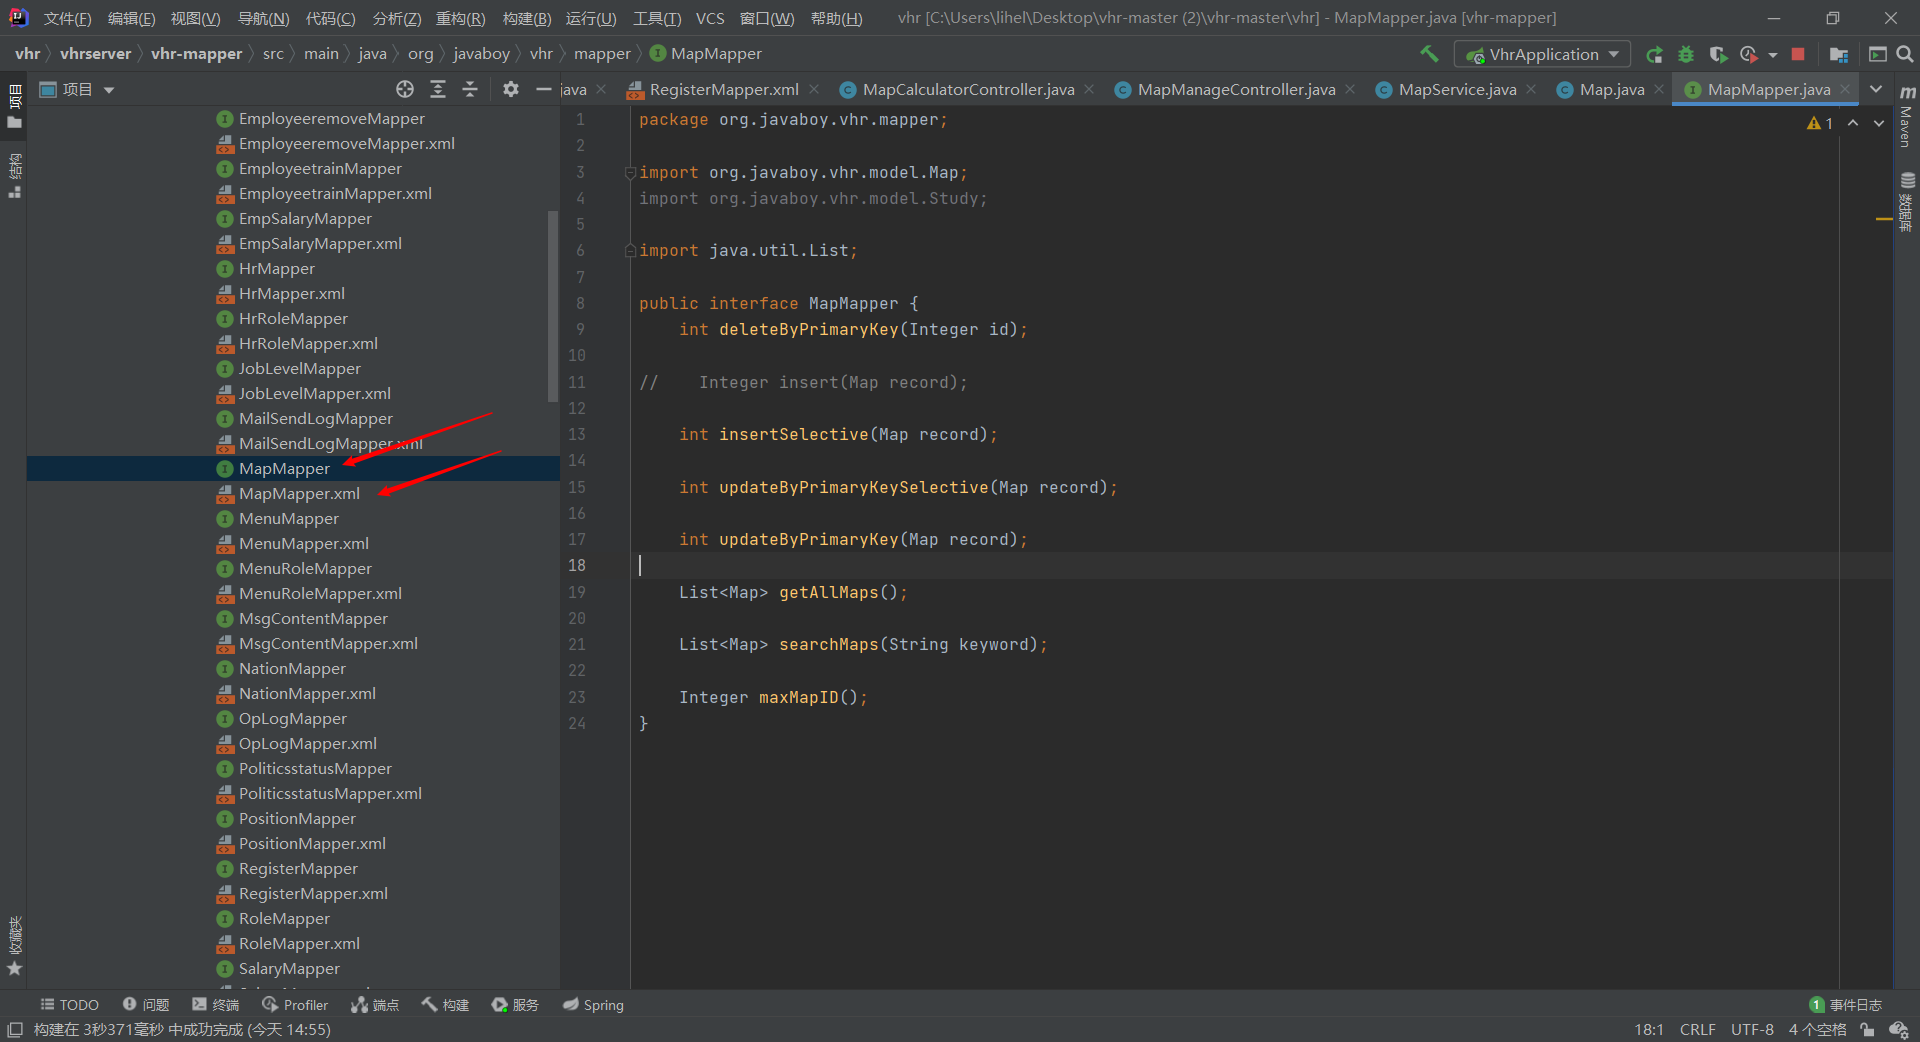 文件(F) 编辑(E) 视图(V) 导航(N) 代码(C) 分析(Z) 重构(R) 构建(B) 运行(U) 工具(T) VCS 窗口(W) 帮助(H) vhr [C:\Users\lihel\Desktop\vhr-master (2)\vhr-master\vhr] - MapMapper.java [vhr-mapper]
vhr vhrserver vhr-mapper src main java org javaboy vhr mapper MapMapper VhrApplication
项目 java RegisterMapper.xml MapCalculatorController.java MapManageController.java MapService.java Map.java MapMapper.java
项目
结构
收藏夹
EmployeeremoveMapper
EmployeeremoveMapper.xml
EmployeetrainMapper
EmployeetrainMapper.xml
EmpSalaryMapper
EmpSalaryMapper.xml
HrMapper
HrMapper.xml
HrRoleMapper
HrRoleMapper.xml
JobLevelMapper
JobLevelMapper.xml
MailSendLogMapper
MailSendLogMapper.xml
MapMapper
MapMapper.xml
MenuMapper
MenuMapper.xml
MenuRoleMapper
MenuRoleMapper.xml
MsgContentMapper
MsgContentMapper.xml
NationMapper
NationMapper.xml
OpLogMapper
OpLogMapper.xml
PoliticsstatusMapper
PoliticsstatusMapper.xml
PositionMapper
PositionMapper.xml
RegisterMapper
RegisterMapper.xml
RoleMapper
RoleMapper.xml
SalaryMapper
1 package org.javaboy.vhr.mapper;
2
3 import org.javaboy.vhr.model.Map;
4 import org.javaboy.vhr.model.Study;
5
6 import java.util.List;
7
8 public interface MapMapper {
9 int deleteByPrimaryKey(Integer id);
10
11 // Integer insert(Map record);
12
13 int insertSelective(Map record);
14
15 int updateByPrimaryKeySelective(Map record);
16
17 int updateByPrimaryKey(Map record);
18
19 List<Map> getAllMaps();
20
21 List<Map> searchMaps(String keyword);
22
23 Integer maxMapID();
24 }
1
Maven
数据库
TODO 问题 终端 Profiler 端点 构建 服务 Spring 1 事件日志
构建在 3秒371毫秒 中成功完成 (今天 14:55) 18:1 CRLF UTF-8 4 个空格